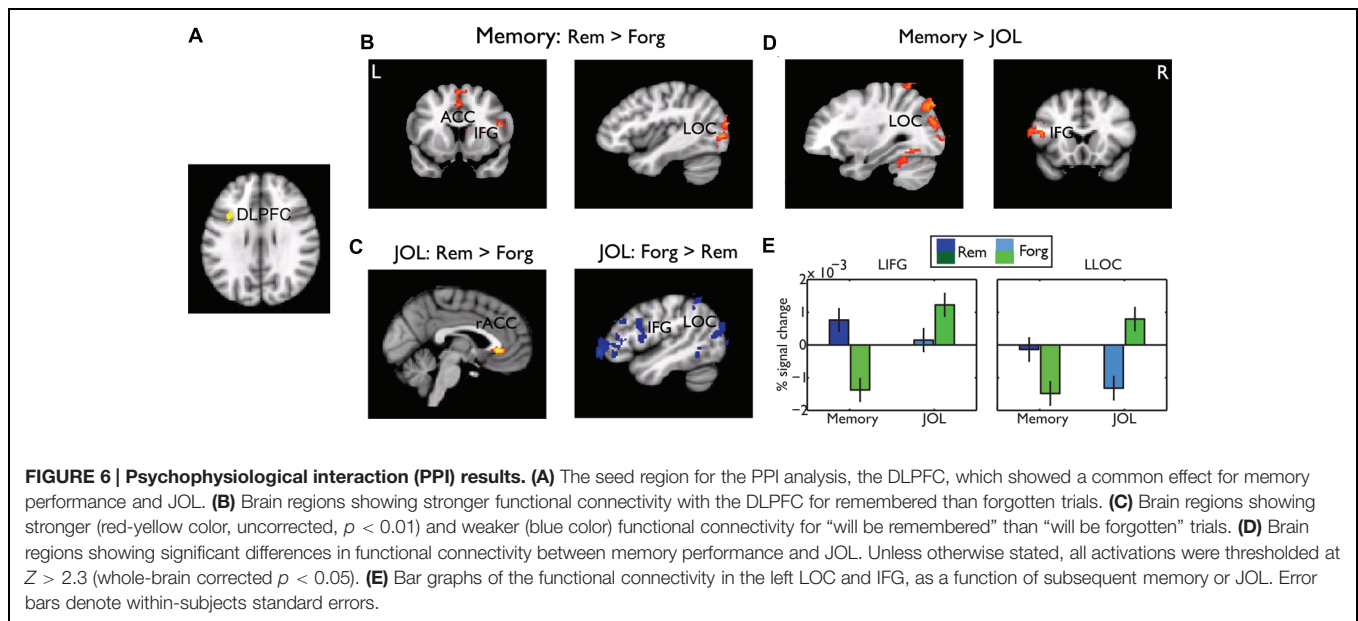 A
DLPFC
B
Memory: Rem > Forg
L
ACC
IFG
LOC
D
Memory > JOL
R
LOC
IFG
C
JOL: Rem > Forg
JOL: Forg > Rem
rACC
IFG
LOC
E
Rem
Forg
LIFG
LLOC
2× 10⁻³
1
0
−1
−2
% signal change
Memory
JOL
Memory
JOL
FIGURE 6 | Psychophysiological interaction (PPI) results. (A) The seed region for the PPI analysis, the DLPFC, which showed a common effect for memory
performance and JOL. (B) Brain regions showing stronger functional connectivity with the DLPFC for remembered than forgotten trials. (C) Brain regions showing
stronger (red-yellow color, uncorrected, p < 0.01) and weaker (blue color) functional connectivity for “will be remembered” than “will be forgotten” trials. (D) Brain
regions showing significant differences in functional connectivity between memory performance and JOL. Unless otherwise stated, all activations were thresholded at
Z > 2.3 (whole-brain corrected p < 0.05). (E) Bar graphs of the functional connectivity in the left LOC and IFG, as a function of subsequent memory or JOL. Error
bars denote within-subjects standard errors.